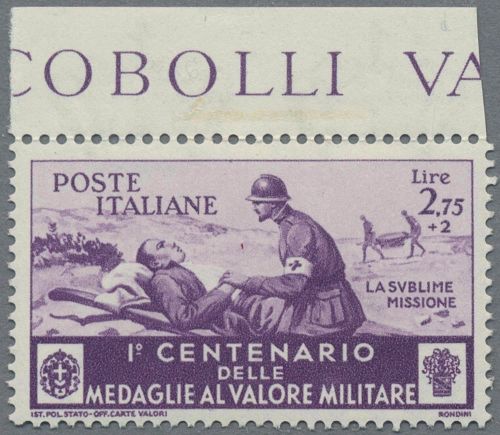 COBOLLI VA
POSTE
ITALIANE
Lire
2,75
+2
LA SVBLIME
MISSIONE
I° CENTENARIO
DELLE
MEDAGLIE AL VALORE MILITARE
IST. POL. STATO-OFF. CARTE VALORI
RONDINI